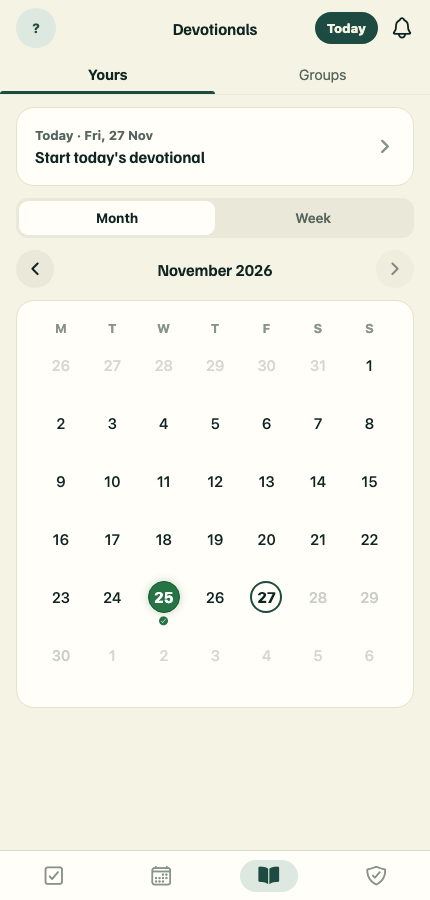 ?
Devotionals
Today
Yours
Groups
Today · Fri, 27 Nov
Start today's devotional
Month
Week
November 2026
M T W T F S S
26 27 28 29 30 31 1
2 3 4 5 6 7 8
9 10 11 12 13 14 15
16 17 18 19 20 21 22
23 24 25 26 27 28 29
30 1 2 3 4 5 6